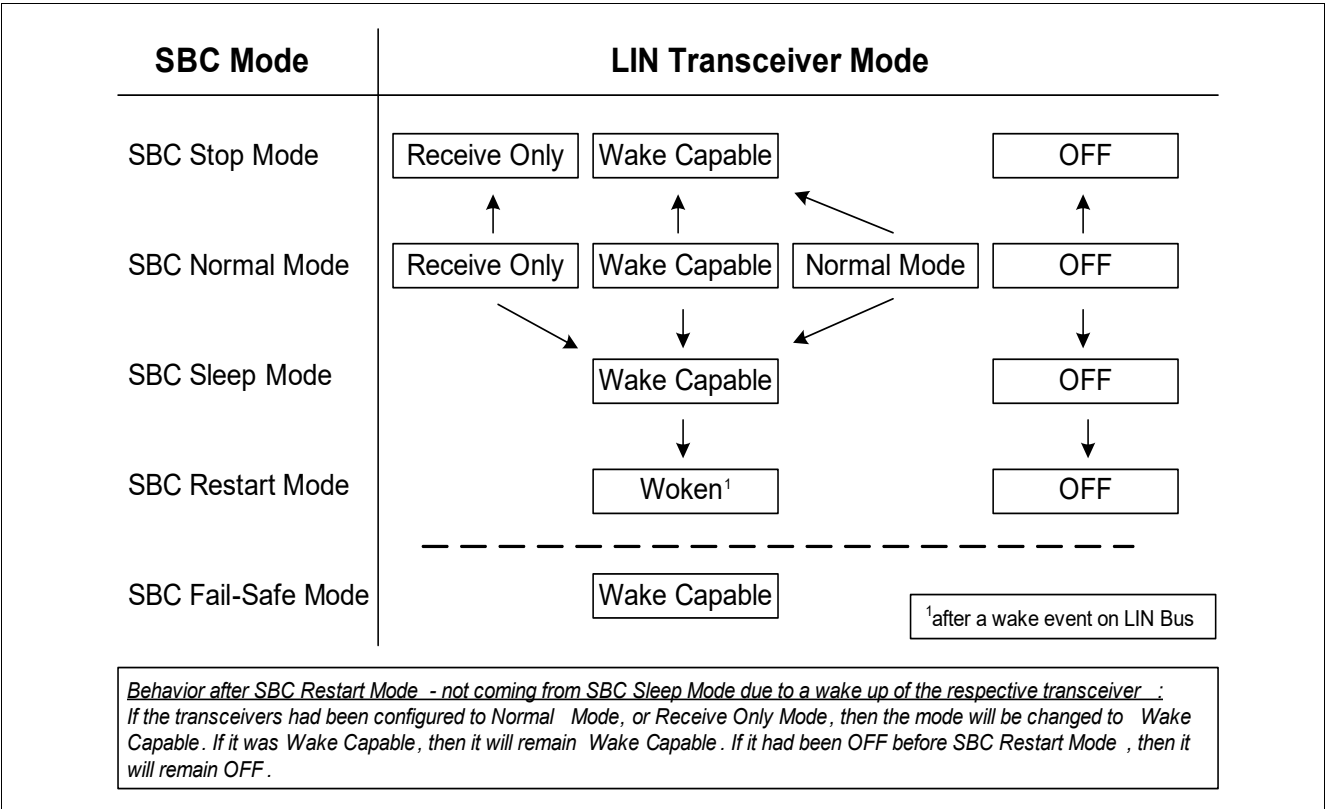 SBC Mode LIN Transceiver Mode
SBC Stop Mode Receive Only Wake Capable OFF
SBC Normal Mode Receive Only Wake Capable Normal Mode OFF
SBC Sleep Mode Wake Capable OFF
SBC Restart Mode Woken¹ OFF
SBC Fail-Safe Mode Wake Capable
¹after a wake event on LIN Bus
Behavior after SBC Restart Mode - not coming from SBC Sleep Mode due to a wake up of the respective transceiver :
If the transceivers had been configured to Normal Mode, or Receive Only Mode, then the mode will be changed to Wake
Capable. If it was Wake Capable, then it will remain Wake Capable. If it had been OFF before SBC Restart Mode, then it
will remain OFF.